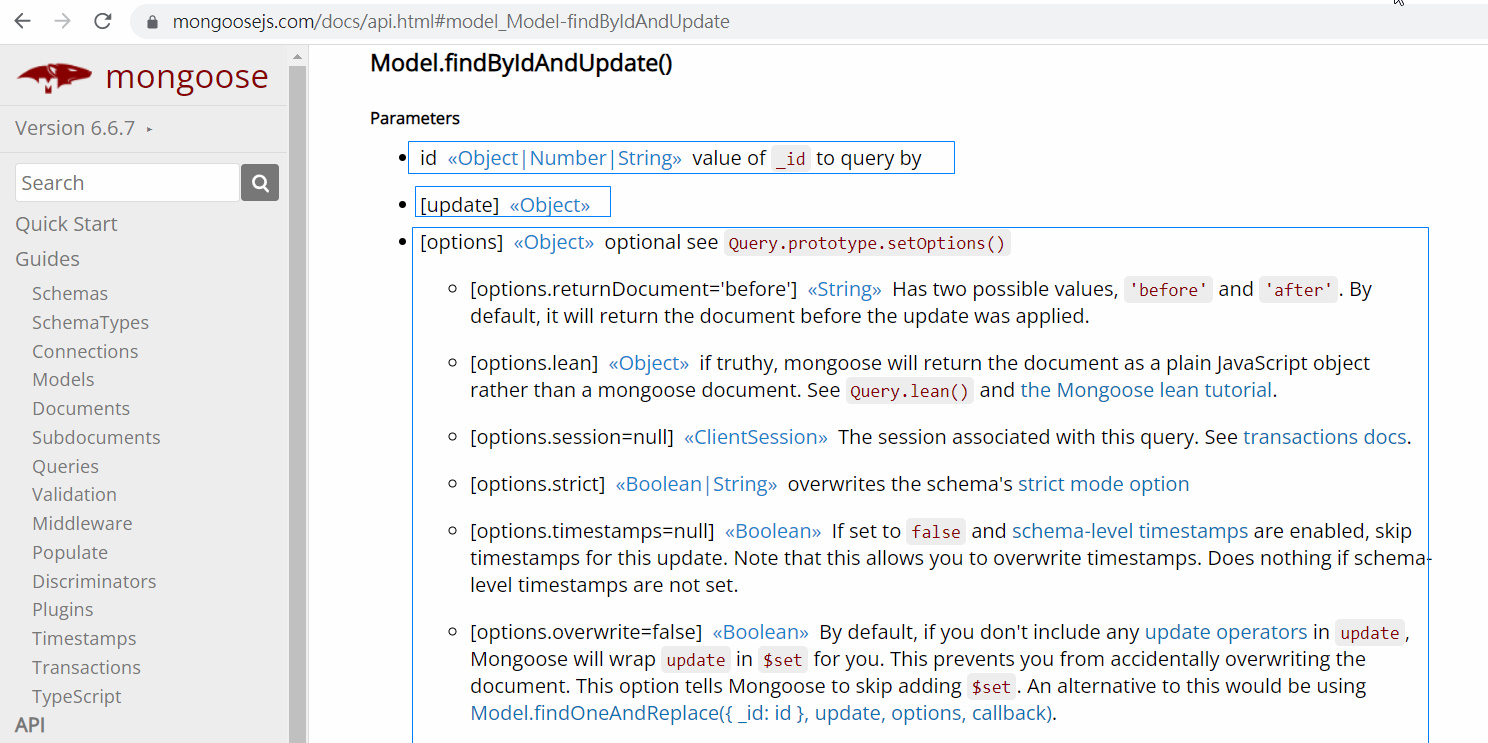 mongoosejs.com/docs/api.html#model_Model-findByIdAndUpdate
mongoose
Version 6.6.7
Search
Quick Start
Guides
Schemas
SchemaTypes
Connections
Models
Documents
Subdocuments
Queries
Validation
Middleware
Populate
Discriminators
Plugins
Timestamps
Transactions
TypeScript
API
Model.findByIdAndUpdate()
Parameters
id «Object|Number|String» value of _id to query by
[update] «Object»
[options] «Object» optional see Query.prototype.setOptions()
[options.returnDocument='before'] «String» Has two possible values, 'before' and 'after'. By
default, it will return the document before the update was applied.
[options.lean] «Object» if truthy, mongoose will return the document as a plain JavaScript object
rather than a mongoose document. See Query.lean() and the Mongoose lean tutorial.
[options.session=null] «ClientSession» The session associated with this query. See transactions docs.
[options.strict] «Boolean|String» overwrites the schema's strict mode option
[options.timestamps=null] «Boolean» If set to false and schema-level timestamps are enabled, skip
timestamps for this update. Note that this allows you to overwrite timestamps. Does nothing if schema-
level timestamps are not set.
[options.overwrite=false] «Boolean» By default, if you don't include any update operators in update,
Mongoose will wrap update in $set for you. This prevents you from accidentally overwriting the
document. This option tells Mongoose to skip adding $set. An alternative to this would be using
Model.findOneAndReplace({ _id: id }, update, options, callback).